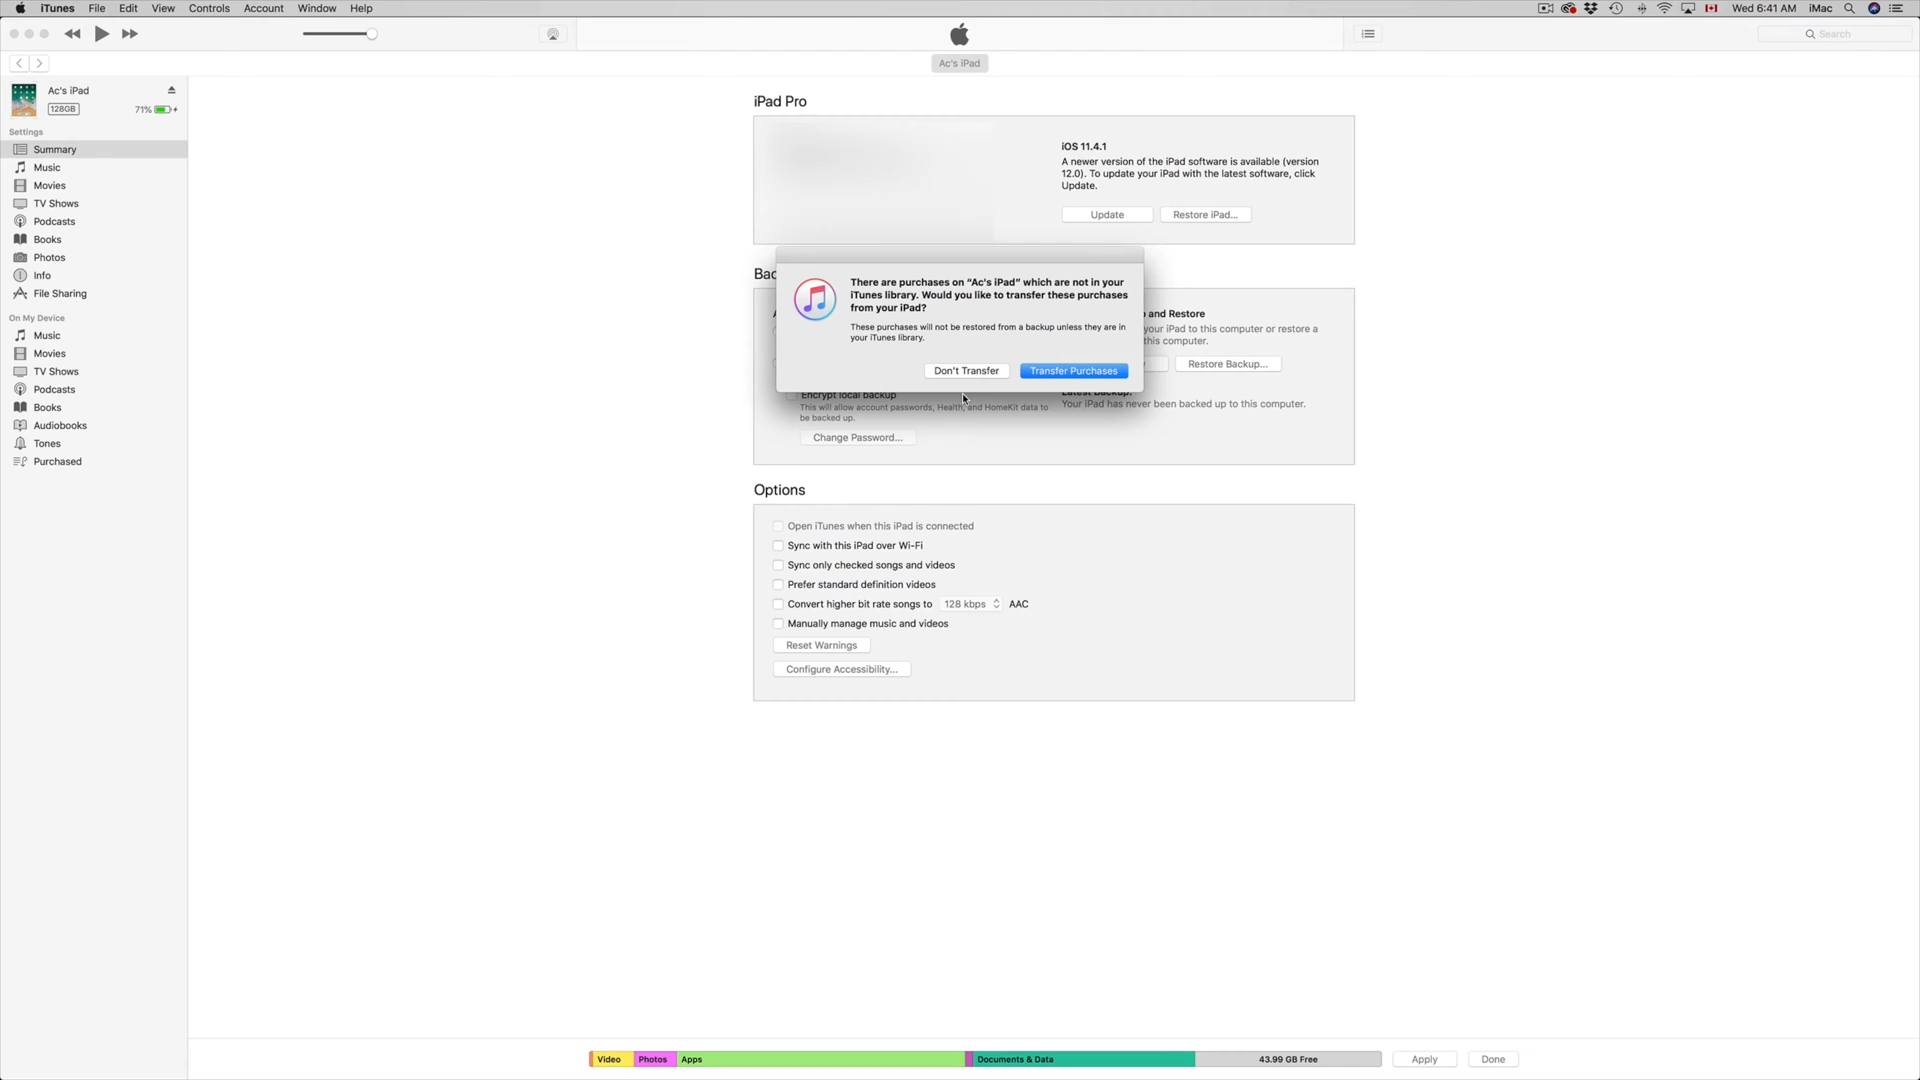 iTunes File Edit View Controls Account Window Help
Wed 6:41 AM iMac
Search
Ac's iPad
Ac's iPad
128GB 71%
Settings
Summary
Music
Movies
TV Shows
Podcasts
Books
Photos
Info
File Sharing
On My Device
Music
Movies
TV Shows
Podcasts
Books
Audiobooks
Tones
Purchased
iPad Pro
iOS 11.4.1
A newer version of the iPad software is available (version
12.0). To update your iPad with the latest software, click
Update.
Update Restore iPad...
There are purchases on “Ac's iPad” which are not in your
iTunes library. Would you like to transfer these purchases
from your iPad?
These purchases will not be restored from a backup unless they are in
your iTunes library.
Don't Transfer Transfer Purchases
and Restore
your iPad to this computer or restore a
this computer.
Restore Backup...
Encrypt local backup
This will allow account passwords, Health, and HomeKit data to
be backed up.
Change Password...
Latest Backup:
Your iPad has never been backed up to this computer.
Options
Open iTunes when this iPad is connected
Sync with this iPad over Wi-Fi
Sync only checked songs and videos
Prefer standard definition videos
Convert higher bit rate songs to 128 kbps AAC
Manually manage music and videos
Reset Warnings
Configure Accessibility...
Video Photos Apps Documents & Data 43.99 GB Free Apply Done